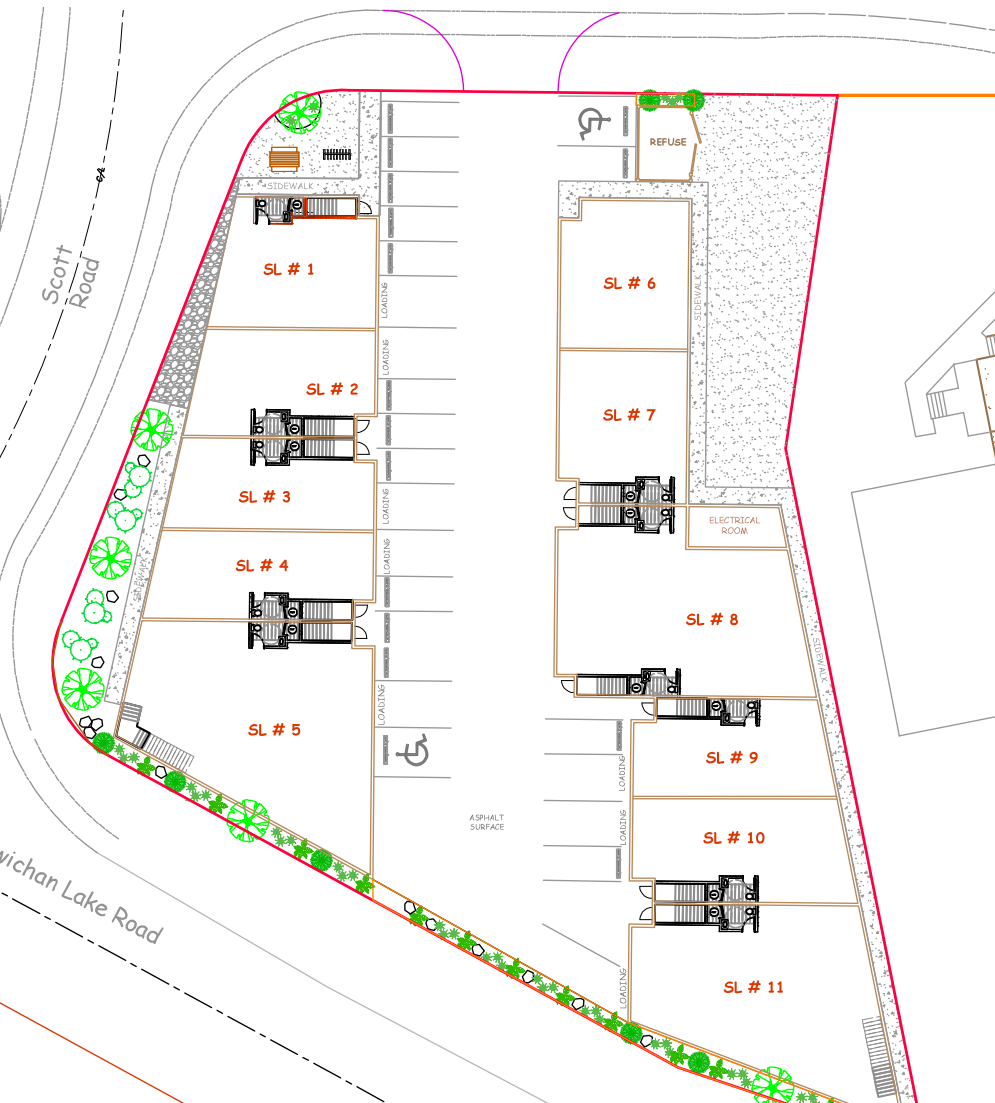 REFUSE
SIDEWALK
Scott
Road
SL # 1
SL # 6
LOADING
SIDEWALK
LOADING
SL # 2
SL # 7
SL # 3
LOADING
ELECTRICAL
ROOM
LOADING
SL # 4
SIDEWALK
SL # 8
SIDEWALK
LOADING
SL # 5
SL # 9
LOADING
ASPHALT
SURFACE
LOADING
SL # 10
wichan Lake Road
LOADING
SL # 11